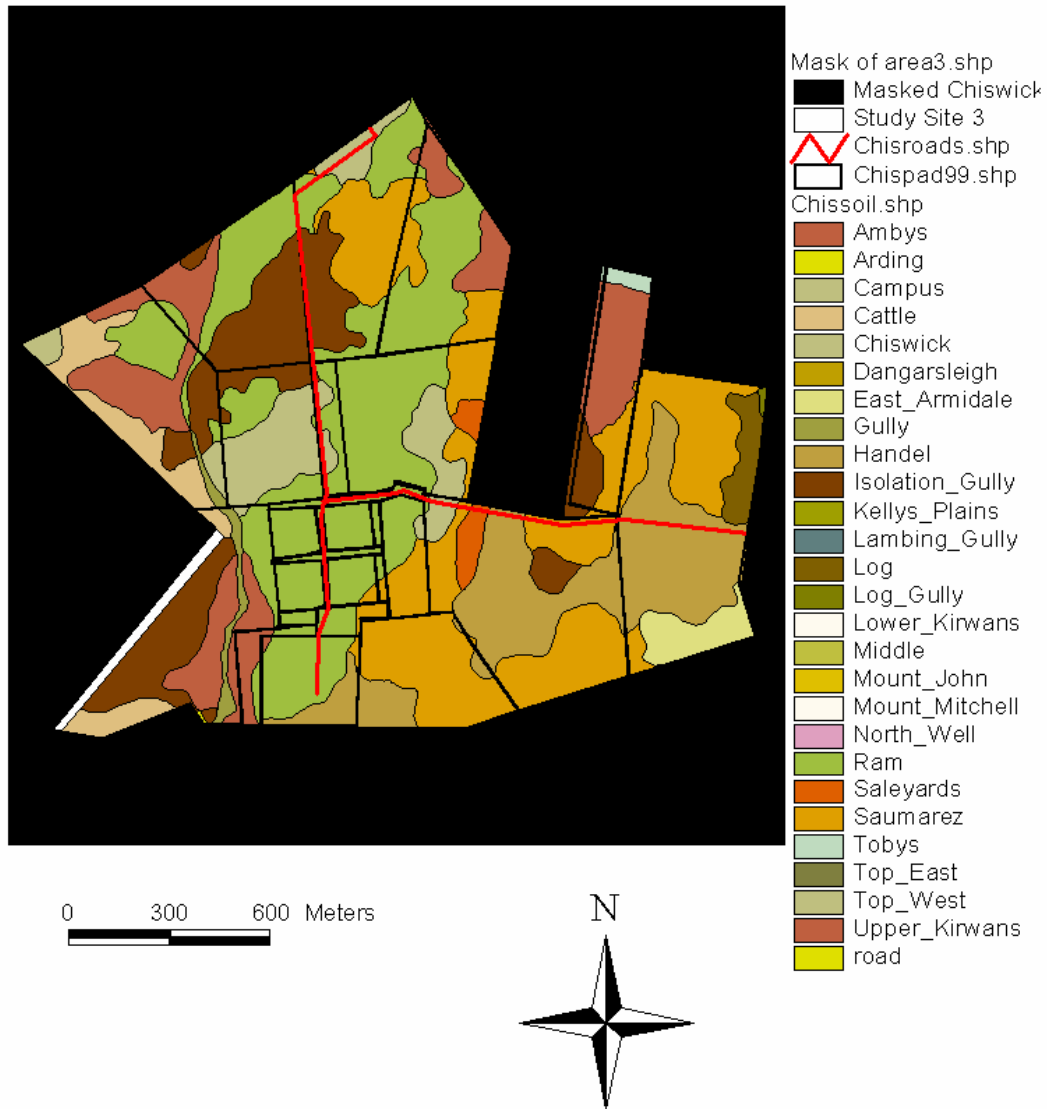 Mask of area3.shp
Masked Chiswick
Study Site 3
Chisroads.shp
Chispad99.shp
Chissoil.shp
Ambys
Arding
Campus
Cattle
Chiswick
Dangarsleigh
East_Armidale
Gully
Handel
Isolation_Gully
Kellys_Plains
Lambing_Gully
Log
Log_Gully
Lower_Kirwans
Middle
Mount_John
Mount_Mitchell
North_Well
Ram
Saleyards
Saumarez
Tobys
Top_East
Top_West
Upper_Kirwans
road
0 300 600 Meters
N